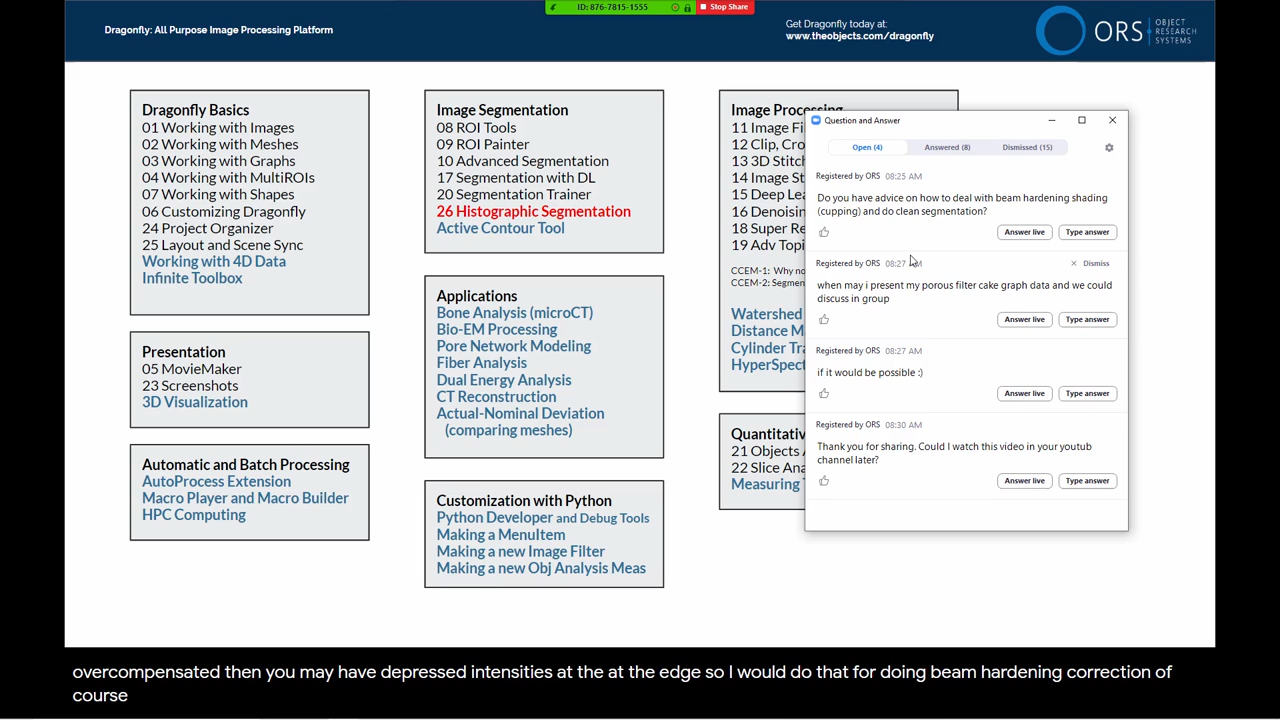 ID: 876-7815-1555
Stop Share
Dragonfly: All Purpose Image Processing Platform
Get Dragonfly today at:
www.theobjects.com/dragonfly
ORS
OBJECT
RESEARCH
SYSTEMS
Dragonfly Basics
01 Working with Images
02 Working with Meshes
03 Working with Graphs
04 Working with MultiROIs
07 Working with Shapes
06 Customizing Dragonfly
24 Project Organizer
25 Layout and Scene Sync
Working with 4D Data
Infinite Toolbox
Presentation
05 MovieMaker
23 Screenshots
3D Visualization
Automatic and Batch Processing
AutoProcess Extension
Macro Player and Macro Builder
HPC Computing
Image Segmentation
08 ROI Tools
09 ROI Painter
10 Advanced Segmentation
17 Segmentation with DL
20 Segmentation Trainer
26 Histographic Segmentation
Active Contour Tool
Applications
Bone Analysis (microCT)
Bio-EM Processing
Pore Network Modeling
Fiber Analysis
Dual Energy Analysis
CT Reconstruction
Actual-Nominal Deviation
(comparing meshes)
Customization with Python
Python Developer and Debug Tools
Making a MenuItem
Making a new Image Filter
Making a new Obj Analysis Meas
Image Processing
11 Image Fi
12 Clip, Cro
13 3D Stitch
14 Image St
15 Deep Lea
16 Denoisin
18 Super Re
19 Adv Topi
CCEM-1: Why no
CCEM-2: Segmen
Watershed
Distance M
Cylinder Tra
HyperSpect
Quantitativ
21 Objects A
22 Slice Ana
Measuring T
Question and Answer
Open (4)
Answered (8)
Dismissed (15)
Registered by ORS 08:25 AM
Do you have advice on how to deal with beam hardening shading
(cupping) and do clean segmentation?
Answer live
Type answer
Registered by ORS 08:27 AM
Dismiss
when may i present my porous filter cake graph data and we could
discuss in group
Answer live
Type answer
Registered by ORS 08:27 AM
if it would be possible :)
Answer live
Type answer
Registered by ORS 08:30 AM
Thank you for sharing. Could I watch this video in your youtub
channel later?
Answer live
Type answer
overcompensated then you may have depressed intensities at the at the edge so I would do that for doing beam hardening correction of
course